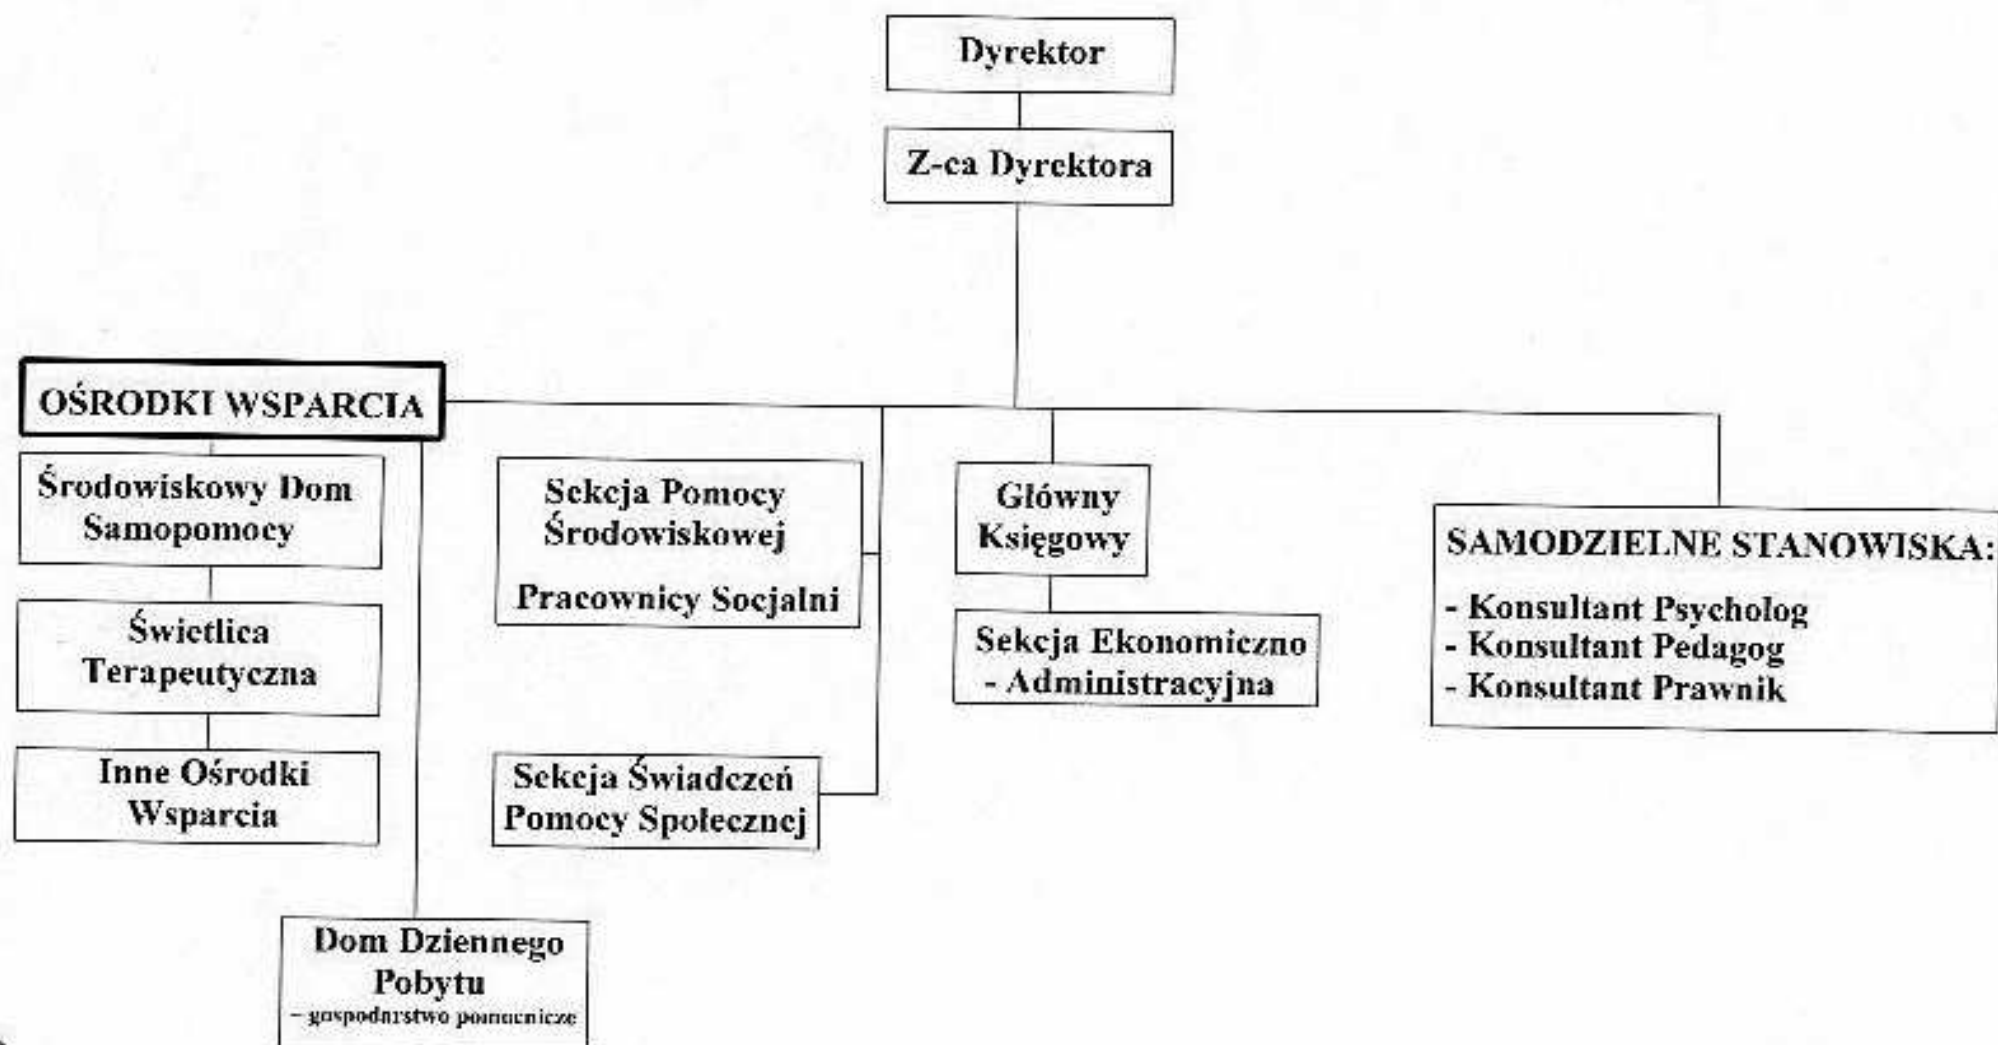 Dyrektor
Z-ca Dyrektora
OŚRODKI WSPARCIA
Środowiskowy Dom
Samopomocy
Świetlica
Terapeutyczna
Inne Ośrodki
Wsparcia
Dom Dziennego
Pobytu
- gospodarstwo pomocnicze
Sekcja Pomocy
Środowiskowej
Pracownicy Socjalni
Sekcja Świadczeń
Pomocy Społecznej
Główny
Księgowy
Sekcja Ekonomiczno
- Administracyjna
SAMODZIELNE STANOWISKA:
- Konsultant Psycholog
- Konsultant Pedagog
- Konsultant Prawnik